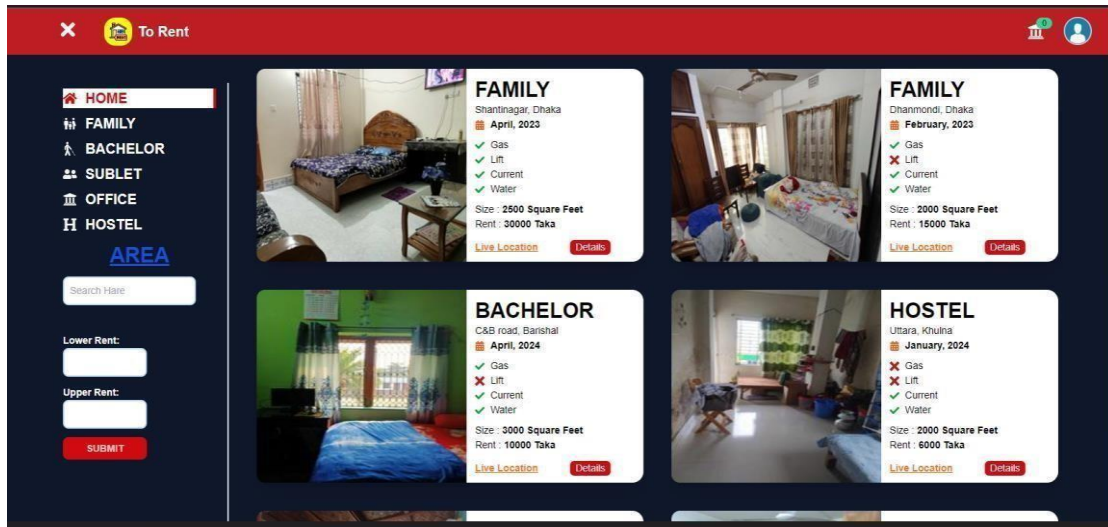 To Rent
0
HOME
FAMILY
BACHELOR
SUBLET
OFFICE
HOSTEL
AREA
Search Hare
Lower Rent:
Upper Rent:
SUBMIT
FAMILY
Shantinagar, Dhaka
April, 2023
Gas
Lift
Current
Water
Size : 2500 Square Feet
Rent : 30000 Taka
Live Location Details
FAMILY
Dhanmondi, Dhaka
February, 2023
Gas
Lift
Current
Water
Size : 2000 Square Feet
Rent : 15000 Taka
Live Location Details
BACHELOR
C&B road, Barishal
April, 2024
Gas
Lift
Current
Water
Size : 3000 Square Feet
Rent : 10000 Taka
Live Location Details
HOSTEL
Uttara, Khulna
January, 2024
Gas
Lift
Current
Water
Size : 2000 Square Feet
Rent : 6000 Taka
Live Location Details